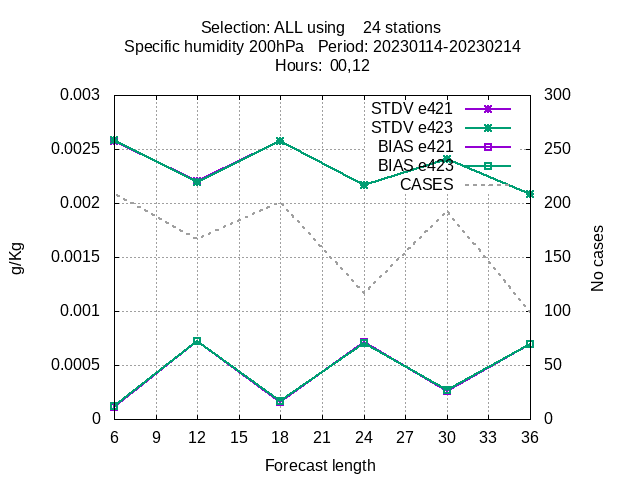 Selection: ALL using    24 stations
Specific humidity 200hPa   Period: 20230114-20230214
Hours:  00,12
0.003
0.0025
0.002
0.0015
0.001
0.0005
0
g/Kg
STDV e421
STDV e423
BIAS e421
BIAS e423
CASES
300
250
200
150
100
50
0
No cases
6 9 12 15 18 21 24 27 30 33 36
Forecast length